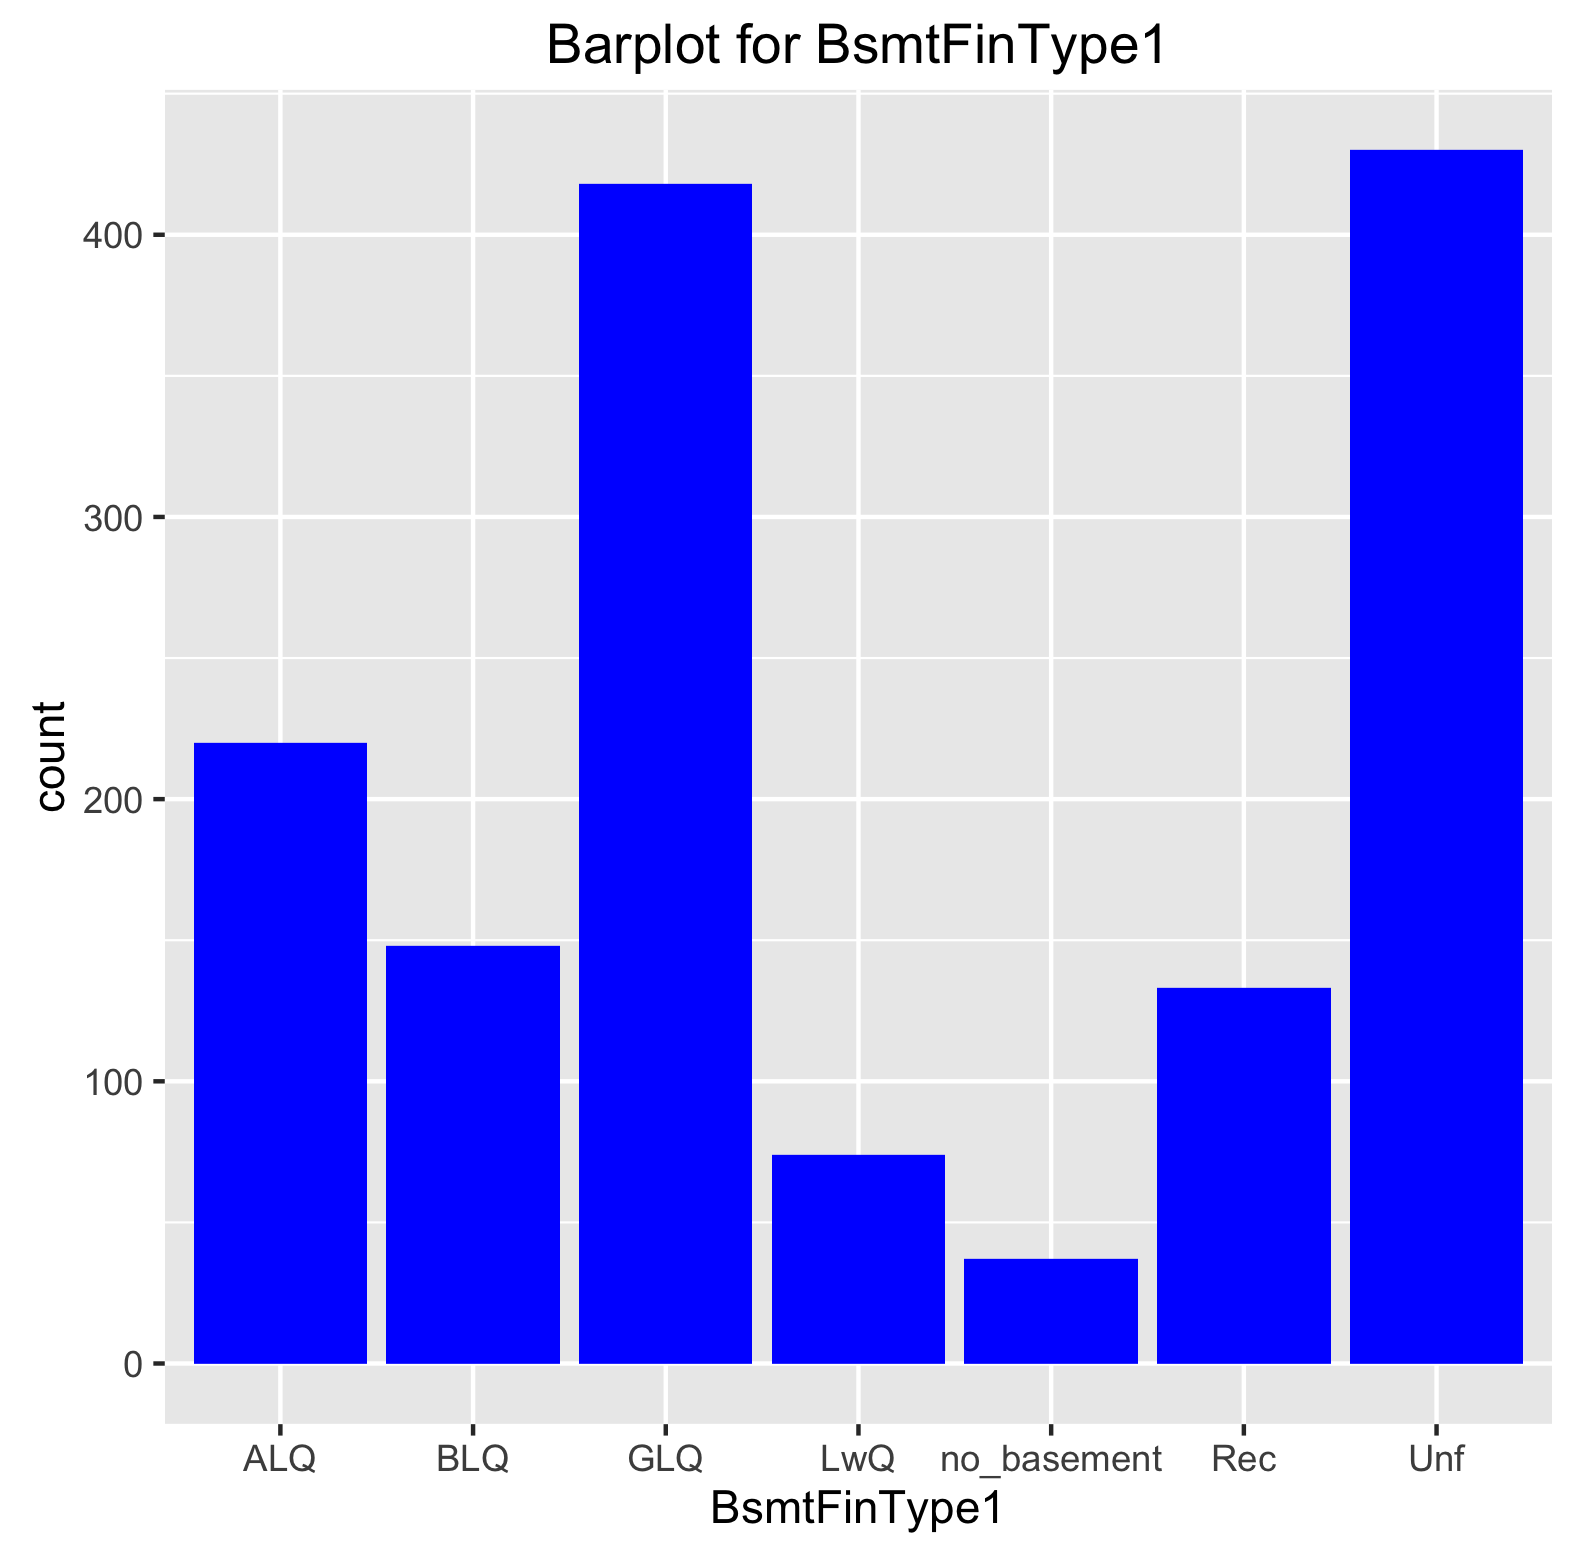 Barplot for BsmtFinType1
count
400
300
200
100
0
ALQ BLQ GLQ LwQ no_basement Rec Unf
BsmtFinType1